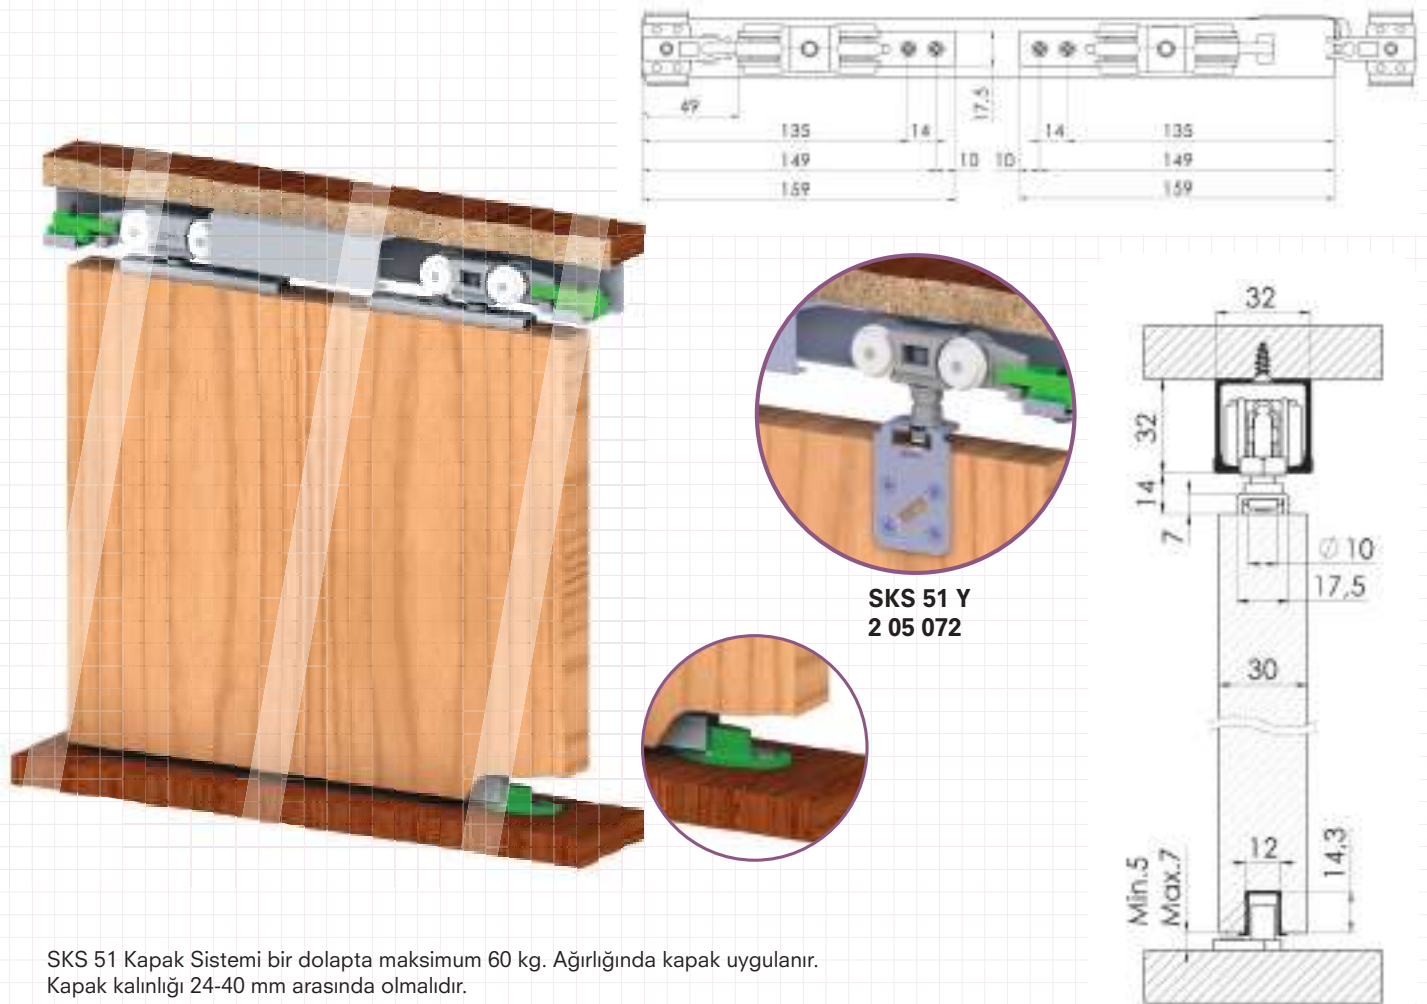 49
17,5
135
14
14
135
149
10
10
149
159
159
32
32
14
7
Ø 10
17,5
30
SKS 51 Y
2 05 072
12
14,3
Min.5
Max.7
SKS 51 Kapak Sistemi bir dolapta maksimum 60 kg. Ağırlığında kapak uygulanır.
Kapak kalınlığı 24-40 mm arasında olmalıdır.